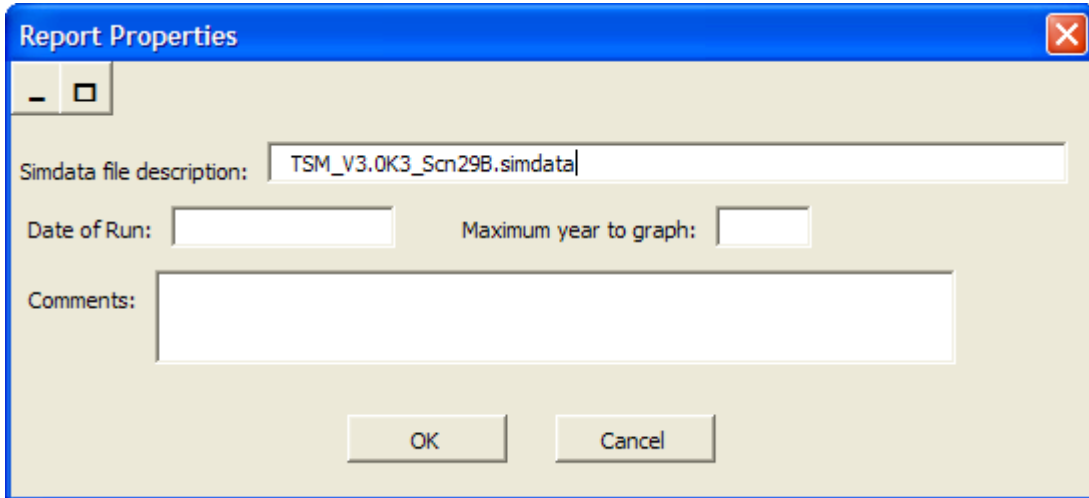 Report Properties
Simdata file description: TSM_V3.0K3_Scn29B.simdata
Date of Run: Maximum year to graph:
Comments:
OK Cancel